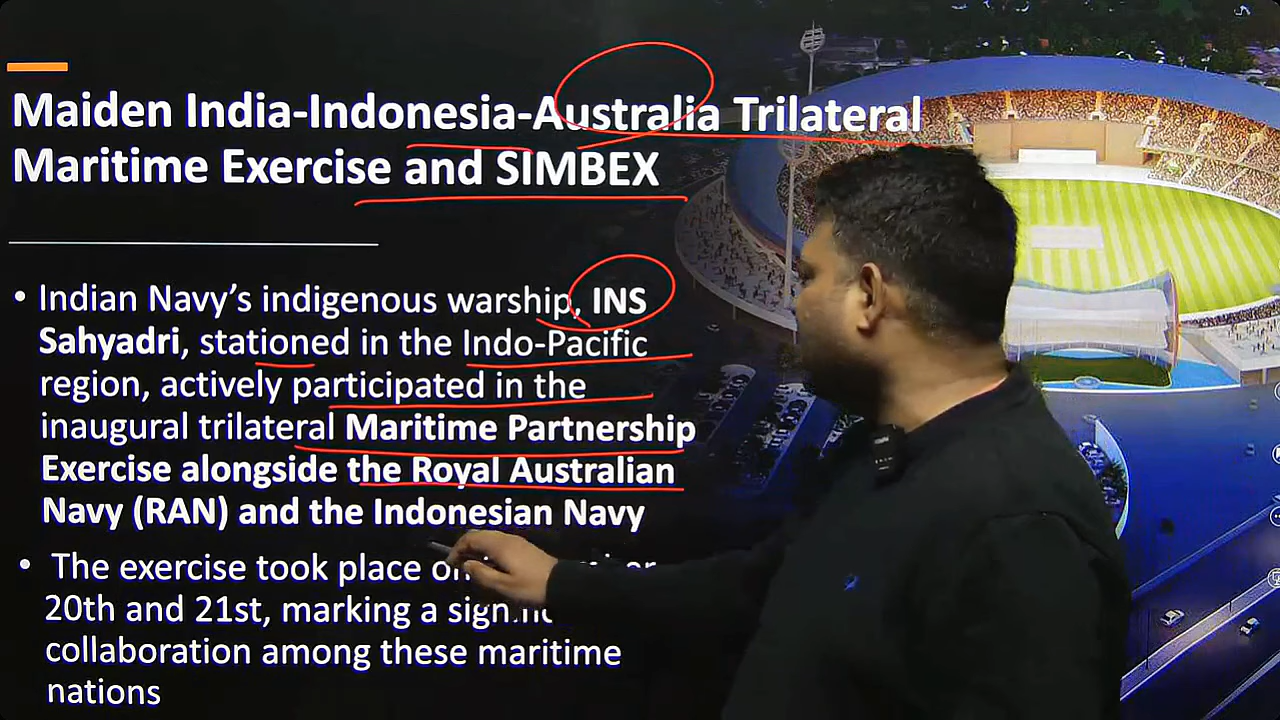 Maiden India-Indonesia-Australia Trilateral
Maritime Exercise and SIMBEX
• Indian Navy’s indigenous warship, INS
Sahyadri, stationed in the Indo-Pacific
region, actively participated in the
inaugural trilateral Maritime Partnership
Exercise alongside the Royal Australian
Navy (RAN) and the Indonesian Navy
• The exercise took place on
20th and 21st, marking a
collaboration among these maritime
nations